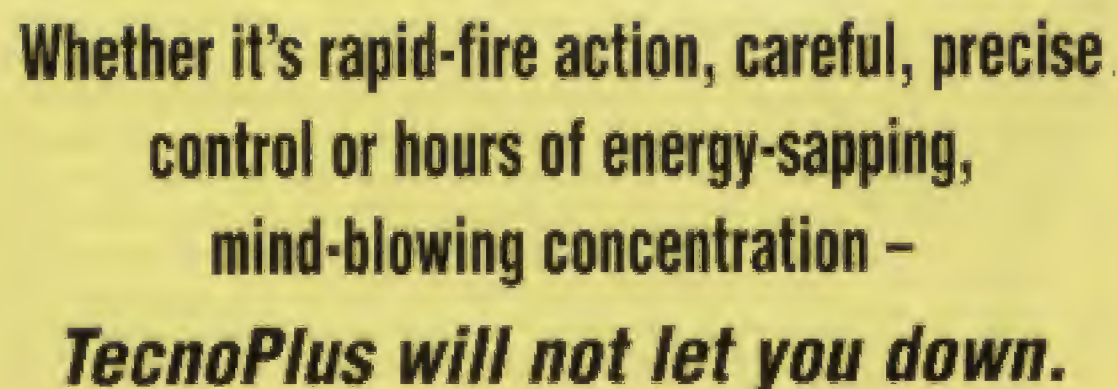 Whether it's rapid-fire action, careful, precise
control or hours of energy-sapping,
mind-blowing concentration –
TecnoPlus will not let you down.